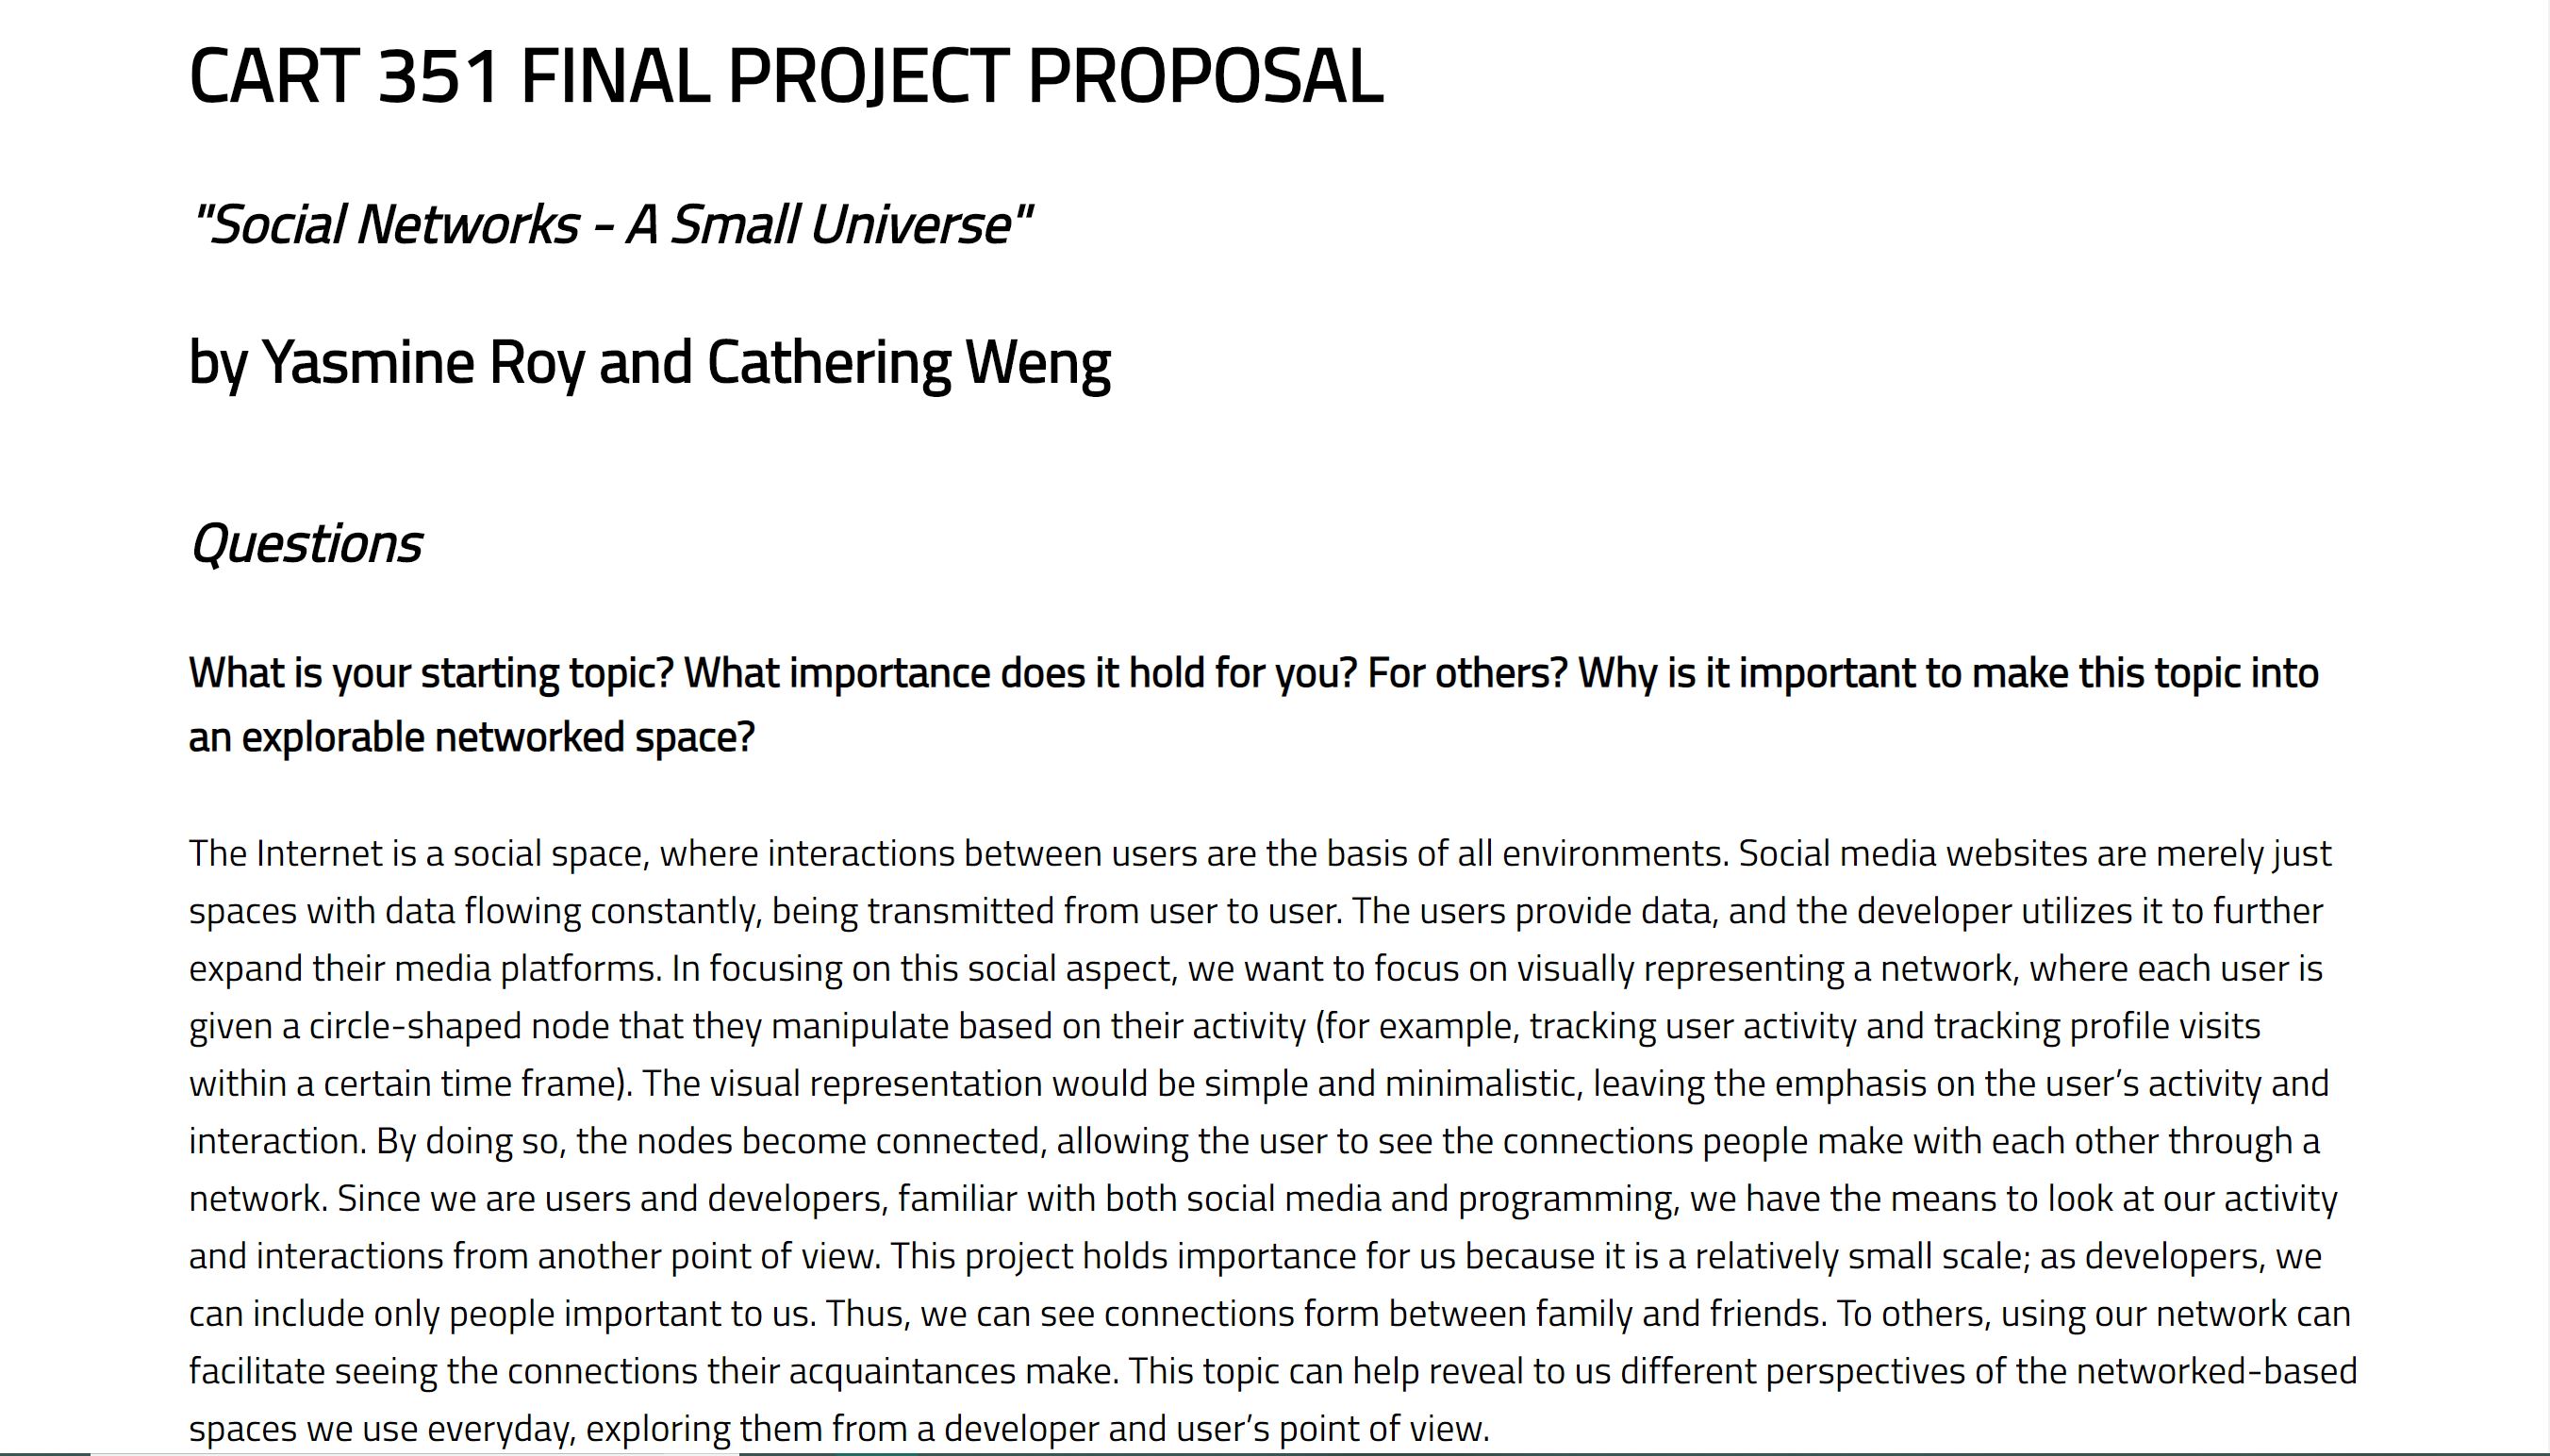 CART 351 FINAL PROJECT PROPOSAL
"Social Networks - A Small Universe"
by Yasmine Roy and Cathering Weng
Questions
What is your starting topic? What importance does it hold for you? For others? Why is it important to make this topic into
an explorable networked space?
The Internet is a social space, where interactions between users are the basis of all environments. Social media websites are merely just
spaces with data flowing constantly, being transmitted from user to user. The users provide data, and the developer utilizes it to further
expand their media platforms. In focusing on this social aspect, we want to focus on visually representing a network, where each user is
given a circle-shaped node that they manipulate based on their activity (for example, tracking user activity and tracking profile visits
within a certain time frame). The visual representation would be simple and minimalistic, leaving the emphasis on the user’s activity and
interaction. By doing so, the nodes become connected, allowing the user to see the connections people make with each other through a
network. Since we are users and developers, familiar with both social media and programming, we have the means to look at our activity
and interactions from another point of view. This project holds importance for us because it is a relatively small scale; as developers, we
can include only people important to us. Thus, we can see connections form between family and friends. To others, using our network can
facilitate seeing the connections their acquaintances make. This topic can help reveal to us different perspectives of the networked-based
spaces we use everyday, exploring them from a developer and user’s point of view.